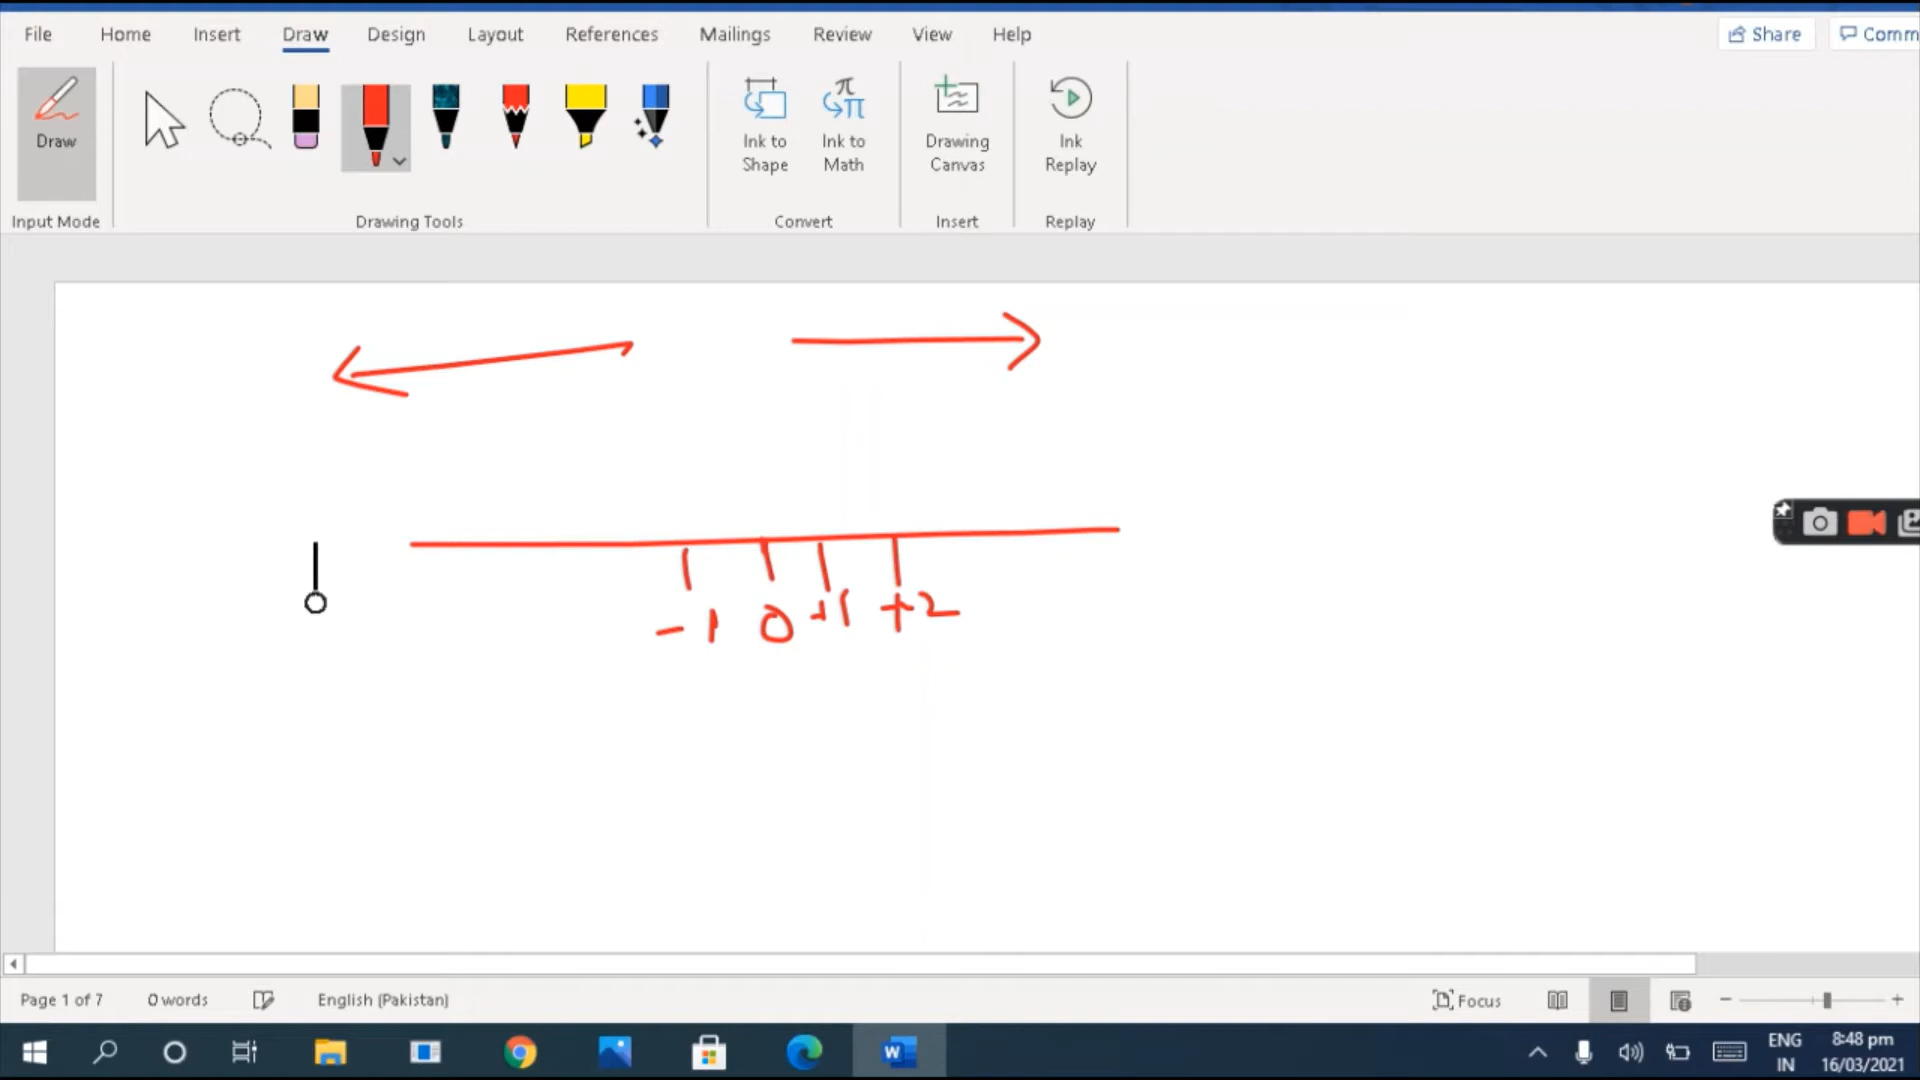 File Home Insert Draw Design Layout References Mailings Review View Help Share Comm
Draw
Ink to Shape
Ink to Math
Drawing Canvas
Ink Replay
Input Mode Drawing Tools Convert Insert Replay
-1 0 +1 +2
Page 1 of 7 0 words English (Pakistan) Focus
ENG 8:48 pm
IN 16/03/2021